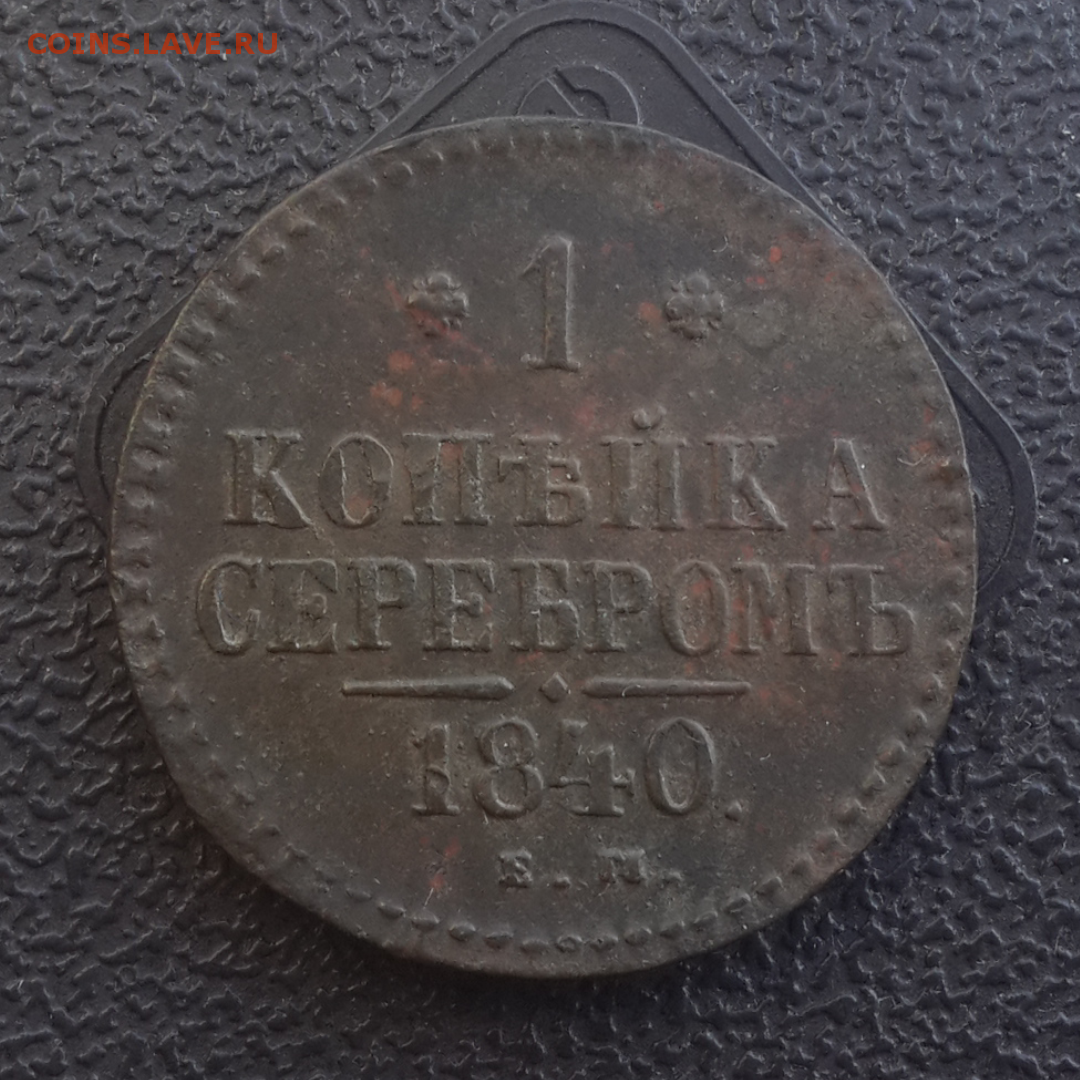 COINS.LAVE.RU
1
КОПѢЙКА
СЕРЕБРОМЪ
1840.
Е. М.